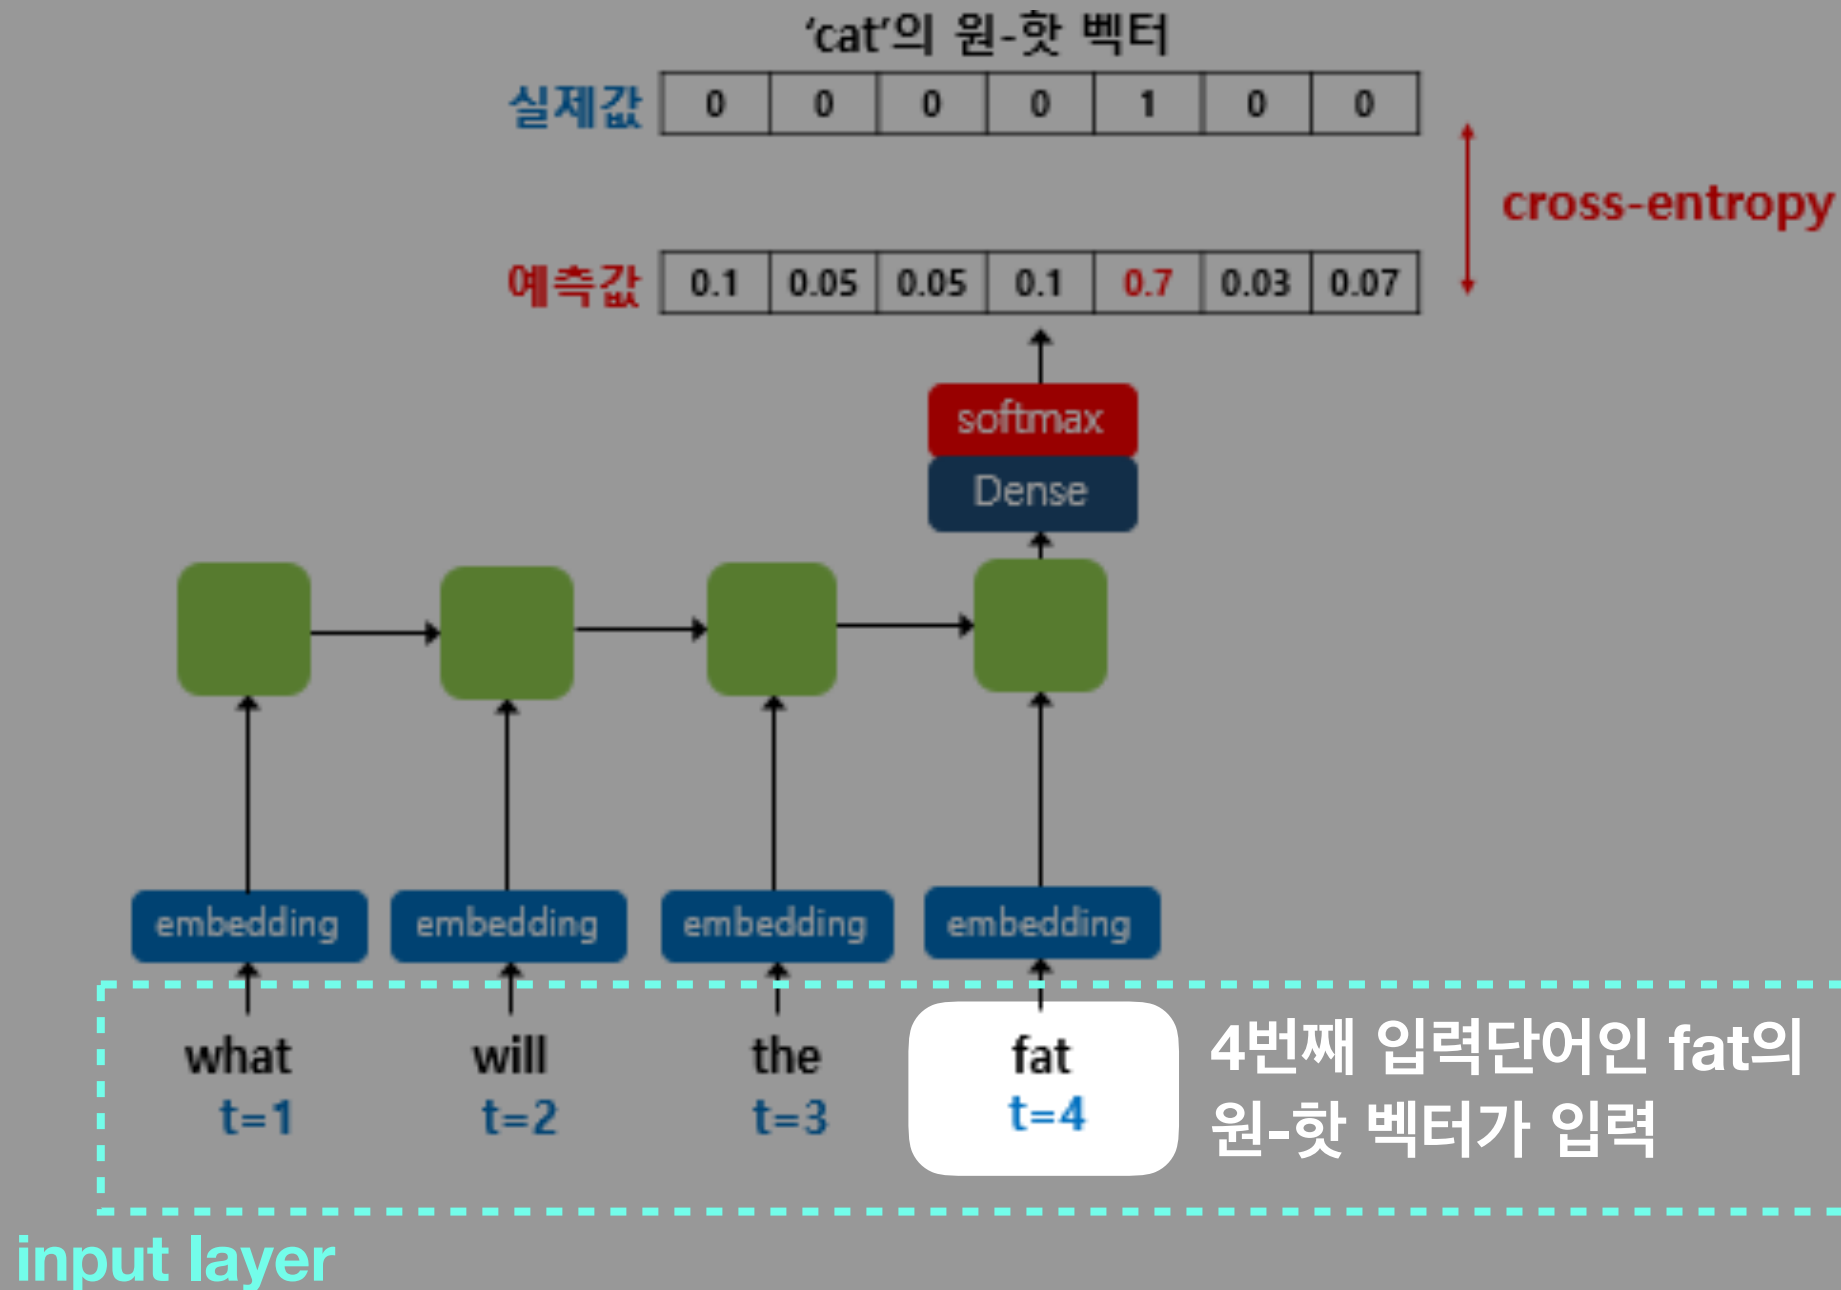 ‘cat’의 원-핫 벡터
실제값 0 0 0 0 1 0 0
cross-entropy
예측값 0.1 0.05 0.05 0.1 0.7 0.03 0.07
softmax
Dense
embedding embedding embedding embedding
what will the fat
t=1 t=2 t=3 t=4
4번째 입력단어인 fat의
원-핫 벡터가 입력
input layer